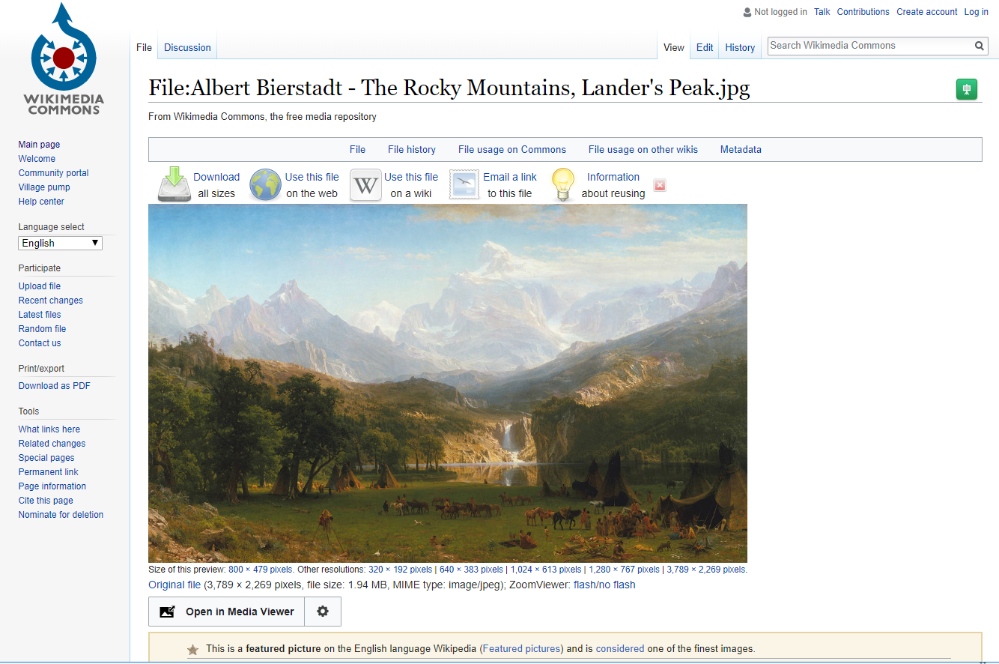 Not logged in Talk Contributions Create account Log in
File Discussion View Edit History Search Wikimedia Commons
WIKIMEDIA
COMMONS
Main page
Welcome
Community portal
Village pump
Help center
Language select
English
Participate
Upload file
Recent changes
Latest files
Random file
Contact us
Print/export
Download as PDF
Tools
What links here
Related changes
Special pages
Permanent link
Page information
Cite this page
Nominate for deletion
File:Albert Bierstadt - The Rocky Mountains, Lander's Peak.jpg
From Wikimedia Commons, the free media repository
File File history File usage on Commons File usage on other wikis Metadata
Download
all sizes
W
Use this file
on the web
Use this file
on a wiki
Email a link
to this file
Information
about reusing
Size of this preview: 800 × 479 pixels. Other resolutions: 320 × 192 pixels | 640 × 383 pixels | 1,024 × 613 pixels | 1,280 × 767 pixels | 3,789 × 2,269 pixels.
Original file (3,789 × 2,269 pixels, file size: 1.94 MB, MIME type: image/jpeg); ZoomViewer: flash/no flash
Open in Media Viewer
This is a featured picture on the English language Wikipedia (Featured pictures) and is considered one of the finest images.